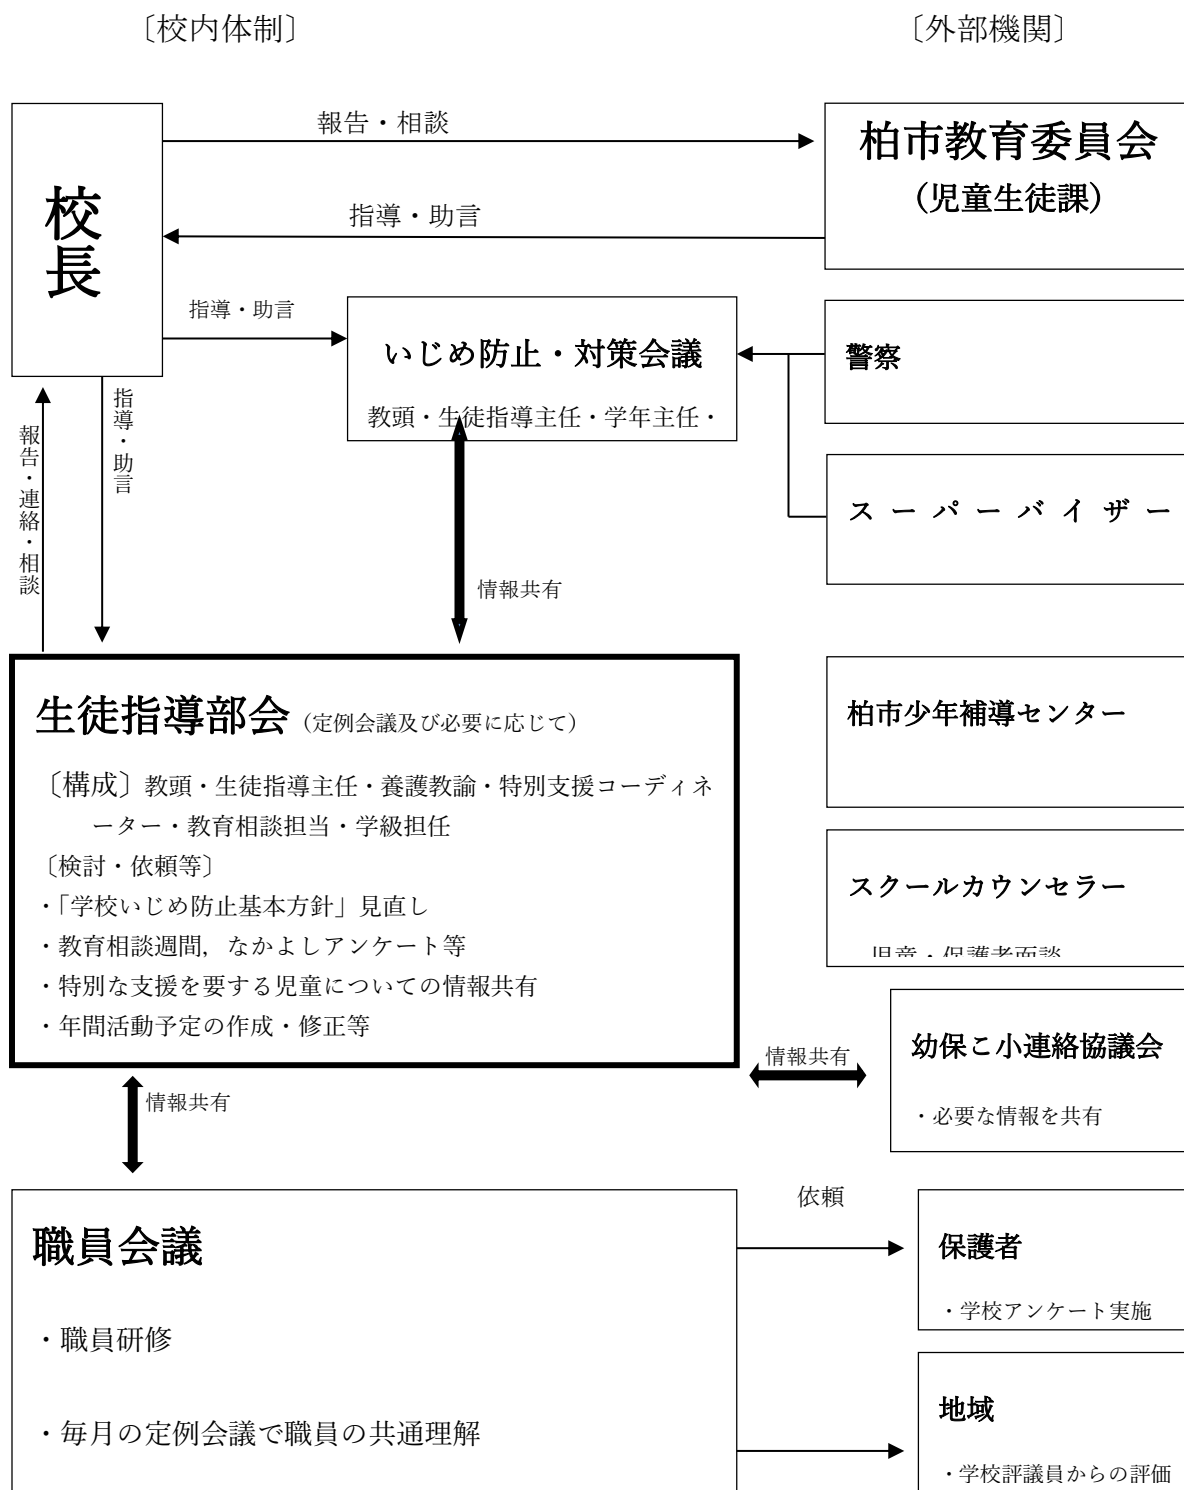 〔校内体制〕
〔外部機関〕
報告・相談
校長
柏市教育委員会
（児童生徒課）
指導・助言
指導・助言
いじめ防止・対策会議
教頭・生徒指導主任・学年主任・
警察
指導・助言
報告・連絡・相談
スーパーバイザー
情報共有
生徒指導部会（定例会議及び必要に応じて）
〔構成〕教頭・生徒指導主任・養護教諭・特別支援コーディネ
ーター・教育相談担当・学級担任
〔検討・依頼等〕
・「学校いじめ防止基本方針」見直し
・教育相談週間，なかよしアンケート等
・特別な支援を要する児童についての情報共有
・年間活動予定の作成・修正等
柏市少年補導センター
スクールカウンセラー
児童・保護者面談
情報共有
幼保こ小連絡協議会
・必要な情報を共有
情報共有
職員会議
・職員研修
・毎月の定例会議で職員の共通理解
依頼
保護者
・学校アンケート実施
地域
・学校評議員からの評価